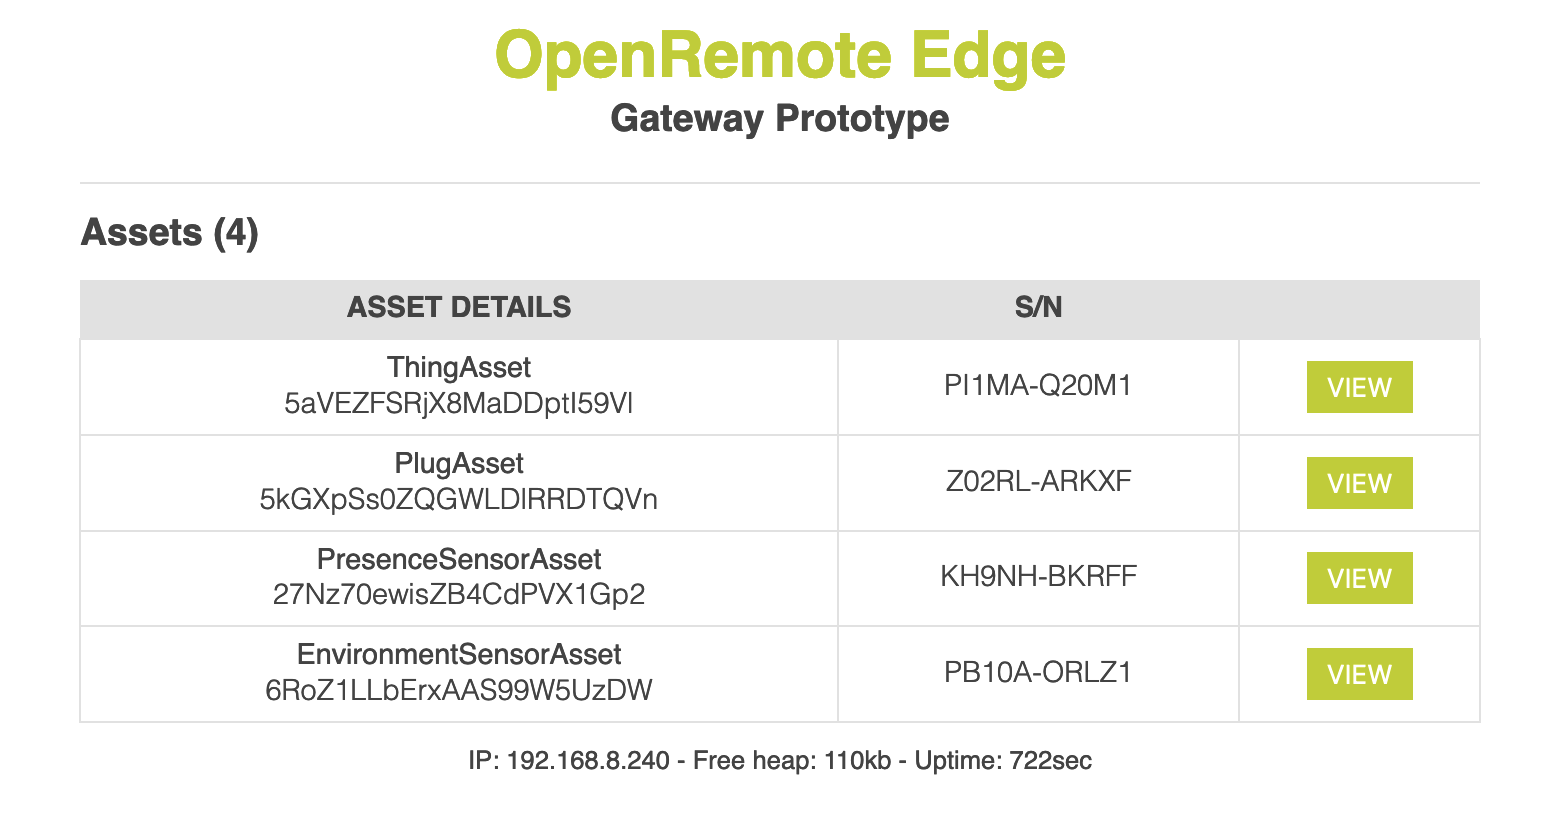 OpenRemote Edge
Gateway Prototype
Assets (4)
ASSET DETAILS S/N
ThingAsset
5aVEZFSRjX8MaDDptI59Vl PI1MA-Q20M1 VIEW
PlugAsset
5kGXpSs0ZQGWLDlRRDTQVn Z02RL-ARKXF VIEW
PresenceSensorAsset
27Nz70ewisZB4CdPVX1Gp2 KH9NH-BKRFF VIEW
EnvironmentSensorAsset
6RoZ1LLbErxAAS99W5UzDW PB10A-ORLZ1 VIEW
IP: 192.168.8.240 - Free heap: 110kb - Uptime: 722sec